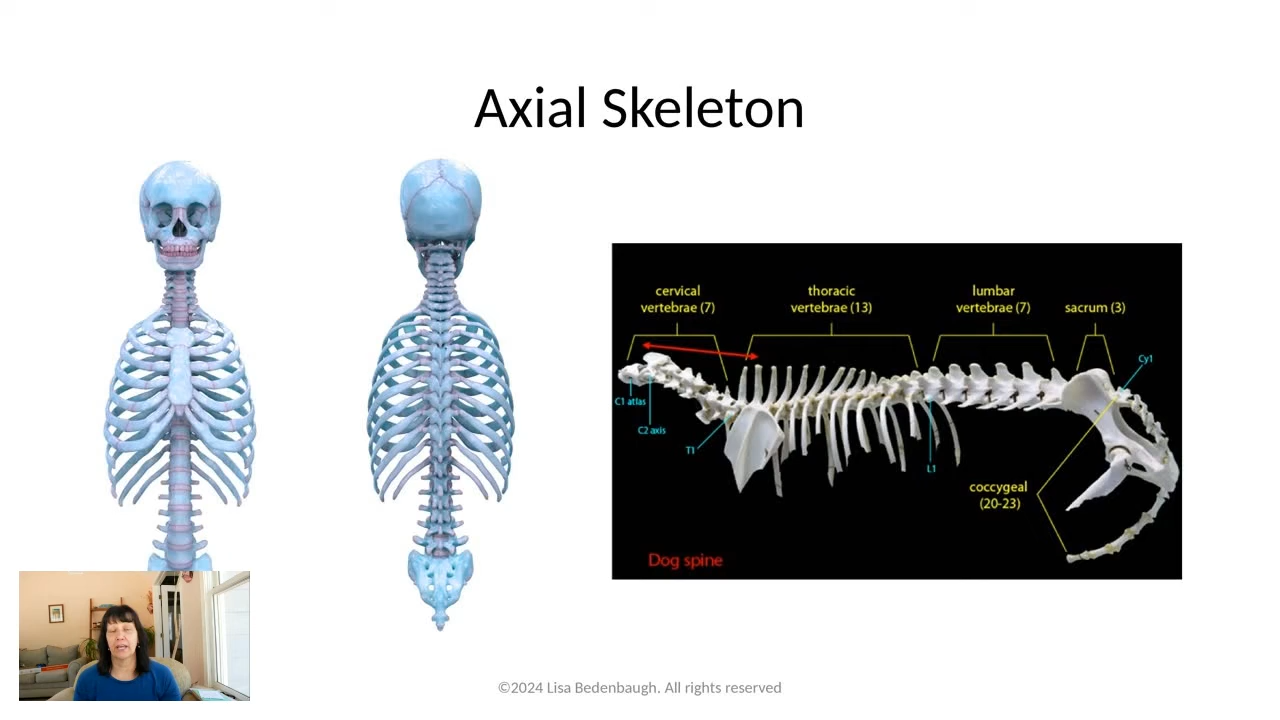 Axial Skeleton
cervical
vertebrae (7)
thoracic
vertebrae (13)
lumbar
vertebrae (7)
sacrum (3)
Cy1
C1 atlas
C2 axis
T1
L1
coccygeal
(20-23)
Dog spine
©2024 Lisa Bedenbaugh. All rights reserved